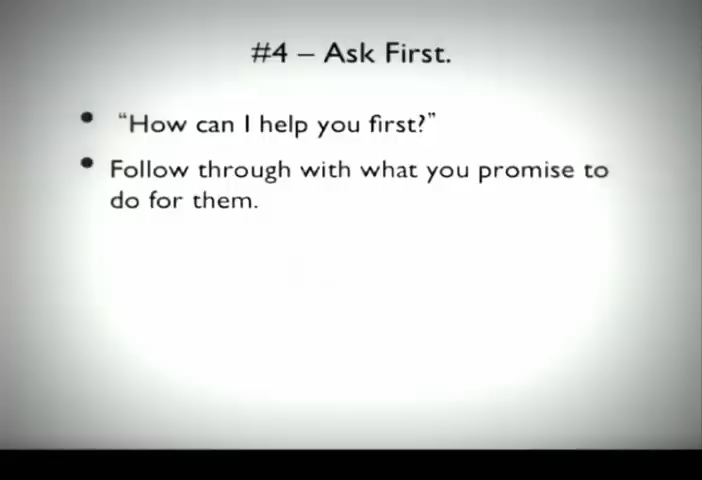 #4 – Ask First.
• "How can I help you first?"
• Follow through with what you promise to
do for them.